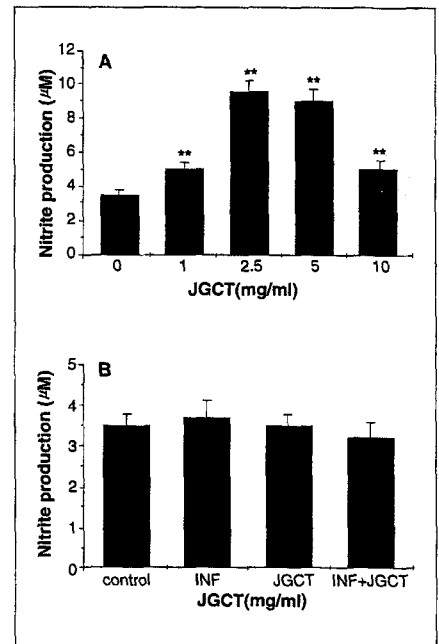 A
Nitrite production (μM)
12
10
8
6
4
2
0
**
**
**
**
0 1 2.5 5 10
JGCT(mg/ml)
B
Nitrite production (μM)
5
4
3
2
1
0
control INF JGCT INF+JGCT
JGCT(mg/ml)